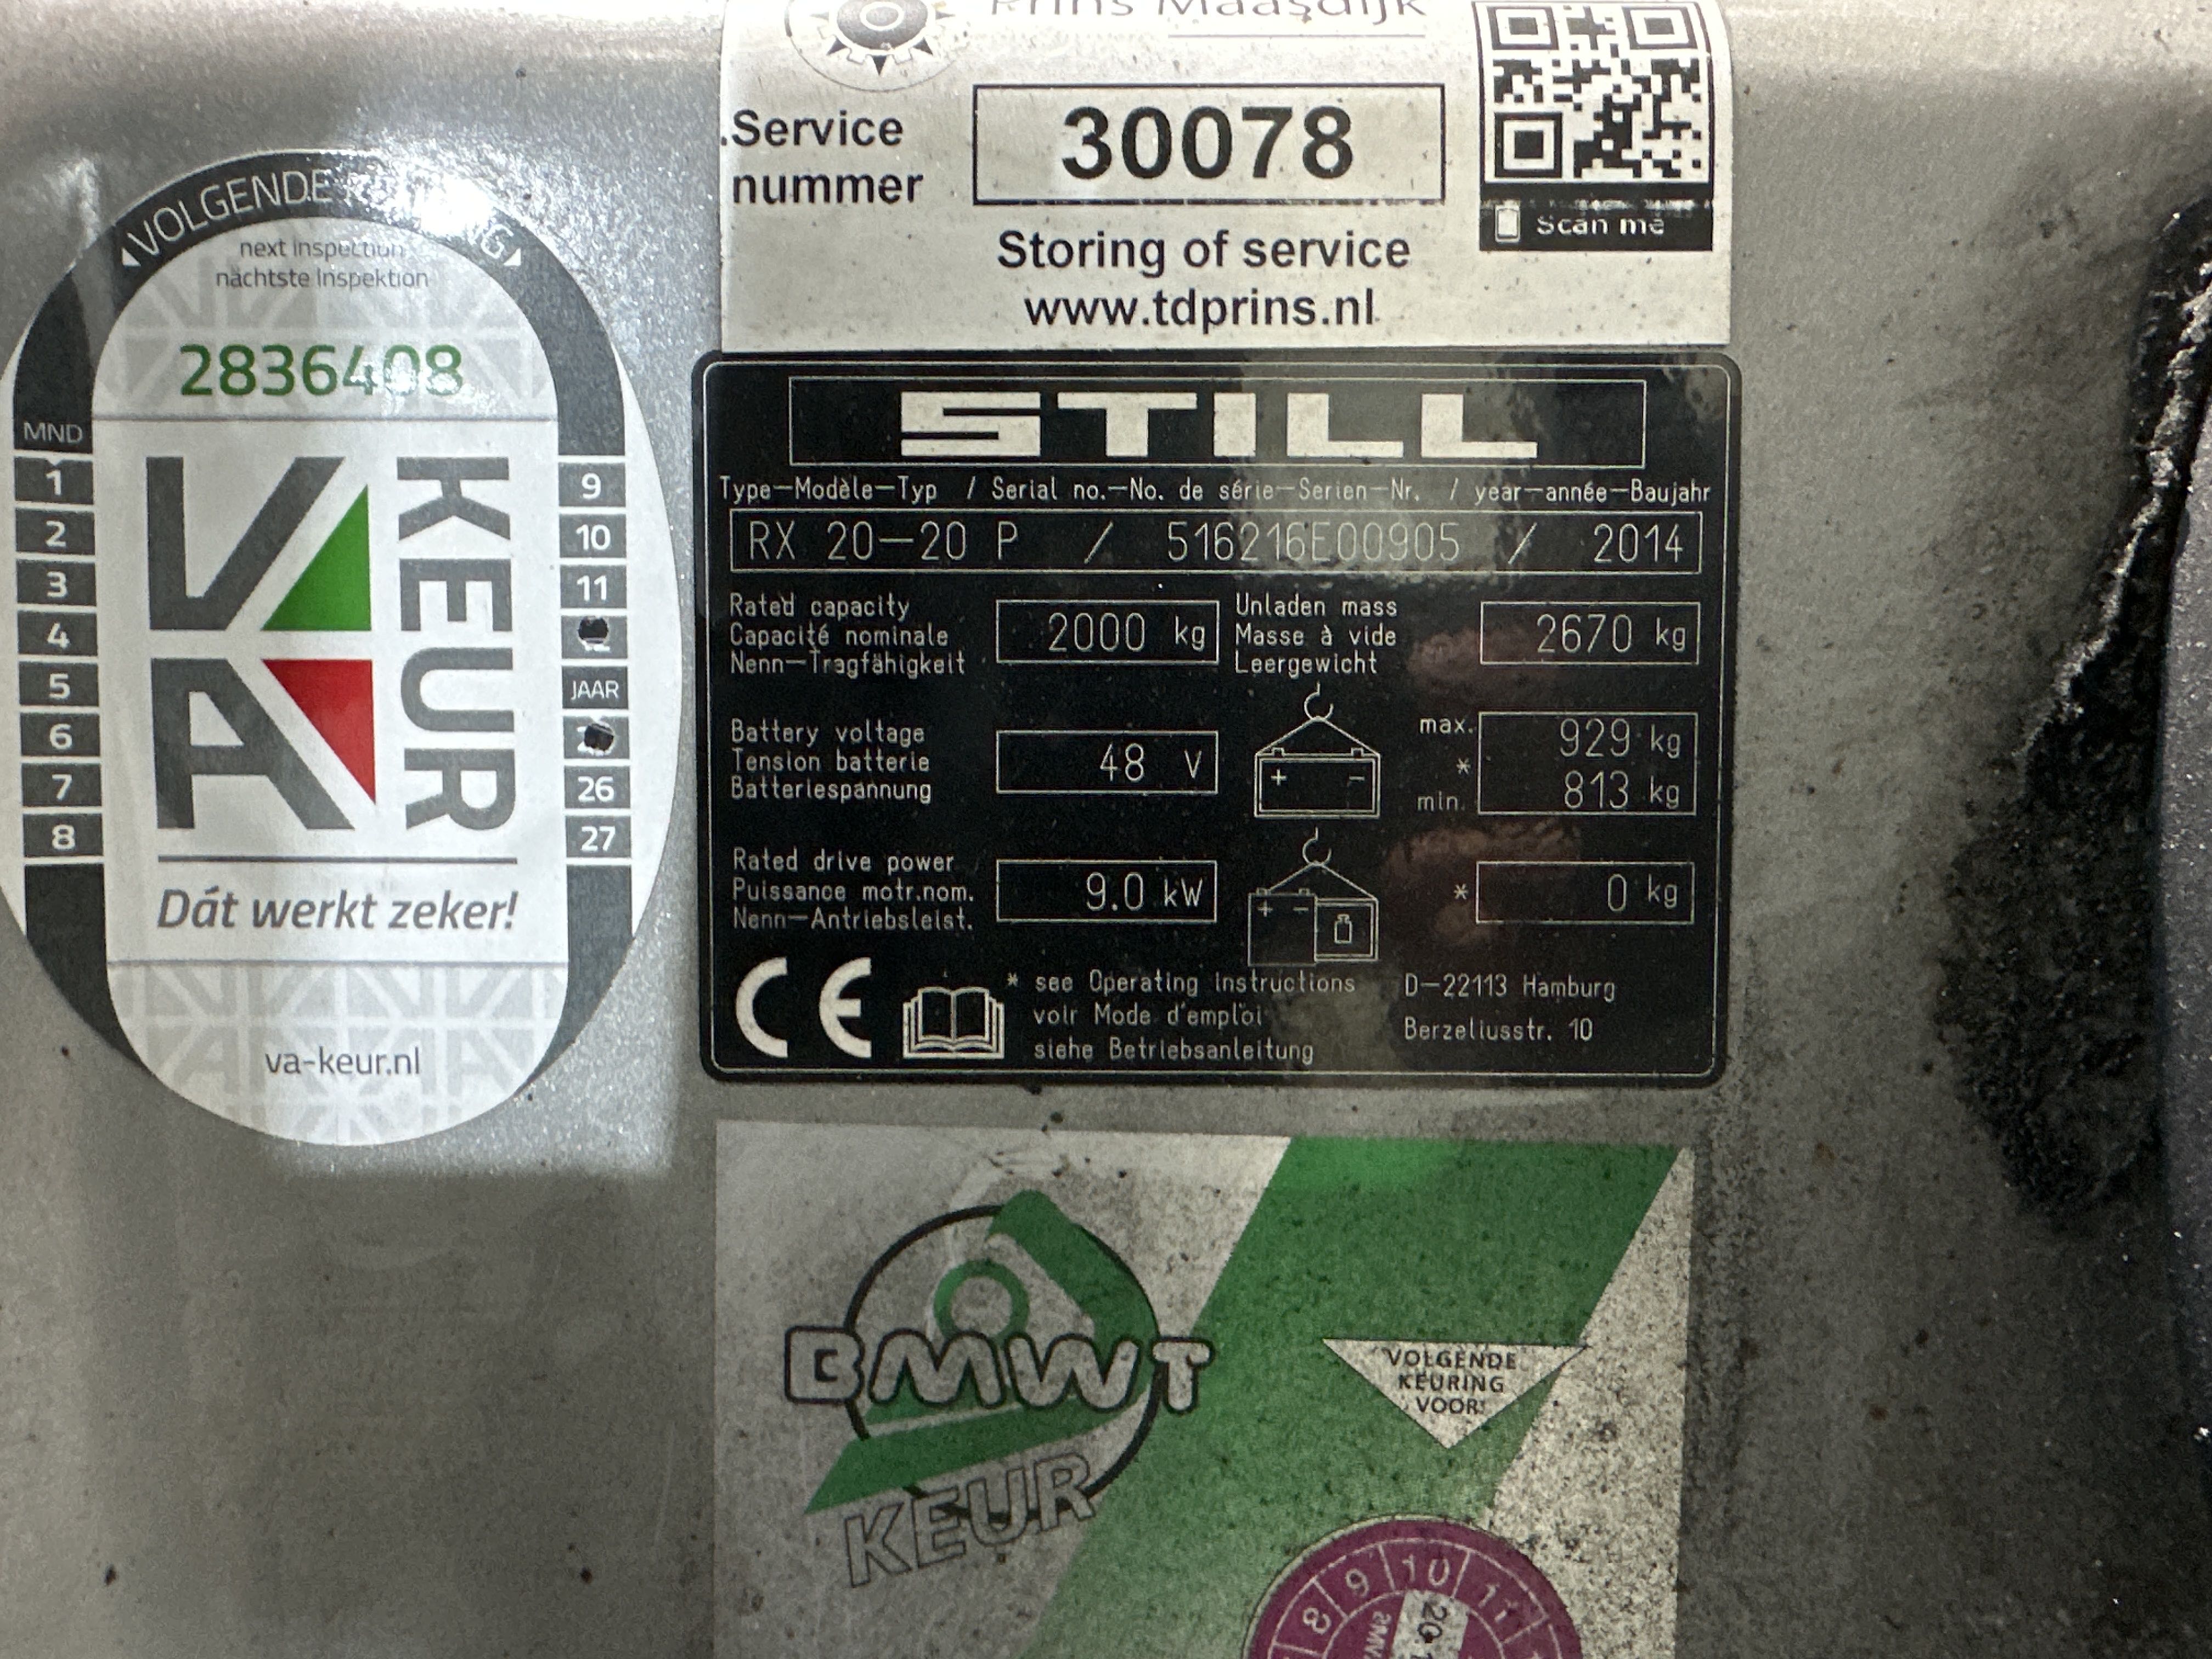 Prins Maasdijk
.Service
nummer
30078
Scan me
Storing of service
www.tdprins.nl
VOLGENDE
next inspection
nächtste Inspektion
2836408
MND
1
2
3
4
5
6
7
8
9
10
11
JAAR
26
27
VA
KEUR
Dát werkt zeker!
va-keur.nl
STILL
Type-Modèle-Typ / Serial no.-No. de série-Serien-Nr. / year-année-Baujahr
RX 20-20 P / 516216E00905 / 2014
Rated capacity
Capacité nominale
Nenn-Tragfähigkeit
2000 kg
Unladen mass
Masse à vide
Leergewicht
2670 kg
Battery voltage
Tension batterie
Batteriespannung
48 V
+ -
max.
*
min.
929 kg
813 kg
Rated drive power
Puissance motr.nom.
Nenn-Antriebsleist.
9.0 kW
+ -
*
0 kg
CE
* see Operating instructions
voir Mode d'emploi
siehe Betriebsanleitung
D-22113 Hamburg
Berzeliusstr. 10
BMWT
KEUR
VOLGENDE
KEURING
VOOR:
8 9 10 11